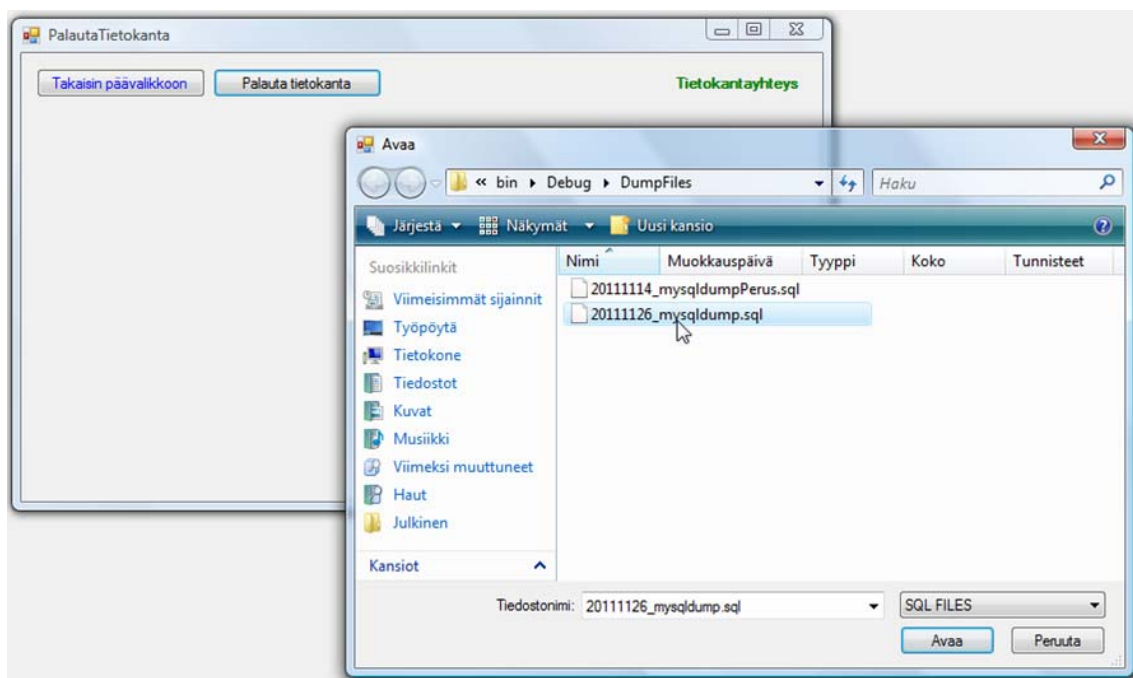 PalautaTietokanta
Takaisin päävalikkoon Palauta tietokanta Tietokantayhteys
Avaa
« bin Debug DumpFiles Haku
Järjestä Näkymät Uusi kansio
Suosikkilinkit
Viimeisimmät sijainnit
Työpöytä
Tietokone
Tiedostot
Kuvat
Musiikki
Viimeksi muuttuneet
Haut
Julkinen
Kansiot
Nimi Muokkauspäivä Tyyppi Koko Tunnisteet
20111114_mysqldumpPerus.sql
20111126_mysqldump.sql
Tiedostonimi: 20111126_mysqldump.sql SQL FILES
Avaa Peruuta